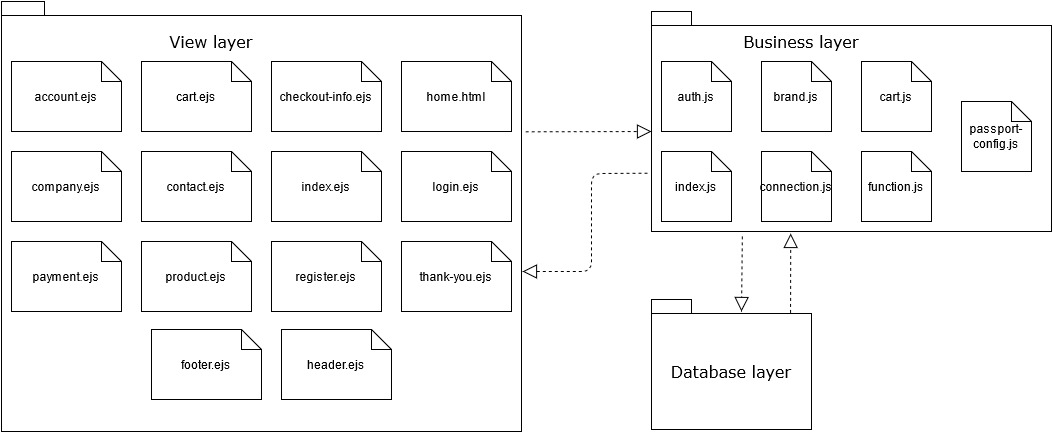 View layer
account.ejs
cart.ejs
checkout-info.ejs
home.html
company.ejs
contact.ejs
index.ejs
login.ejs
payment.ejs
product.ejs
register.ejs
thank-you.ejs
footer.ejs
header.ejs
Business layer
auth.js
brand.js
cart.js
passport-
config.js
index.js
connection.js
function.js
Database layer